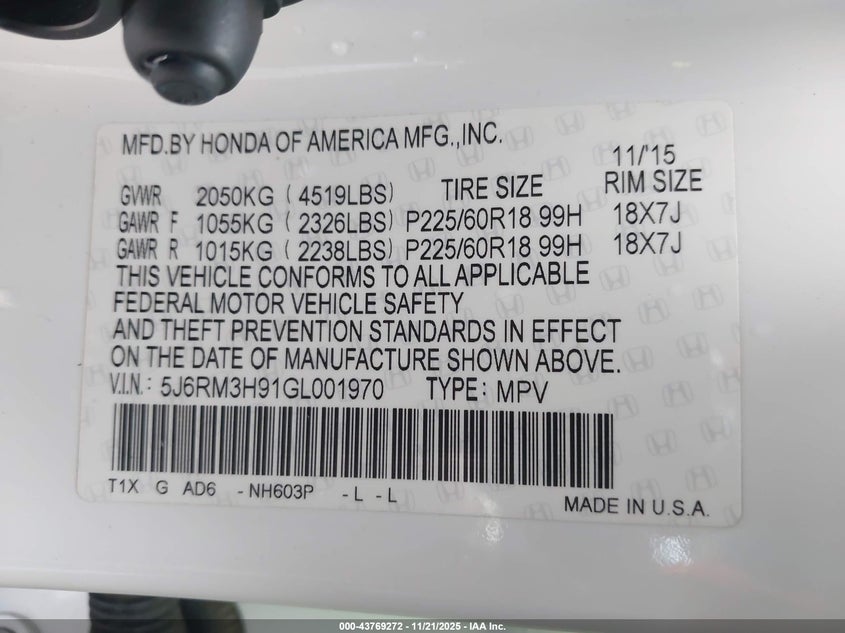 MFD.BY HONDA OF AMERICA MFG.,INC.
11/'15
GVWR 2050KG ( 4519LBS) TIRE SIZE RIM SIZE
GAWR F 1055KG ( 2326LBS) P225/60R18 99H 18X7J
GAWR R 1015KG ( 2238LBS) P225/60R18 99H 18X7J
THIS VEHICLE CONFORMS TO ALL APPLICABLE
FEDERAL MOTOR VEHICLE SAFETY
AND THEFT PREVENTION STANDARDS IN EFFECT
ON THE DATE OF MANUFACTURE SHOWN ABOVE.
V.I.N.: 5J6RM3H91GL001970 TYPE: MPV
T1X G AD6 -NH603P -L -L
MADE IN U.S.A.
000-43769272 - 11/21/2025 - IAA Inc.